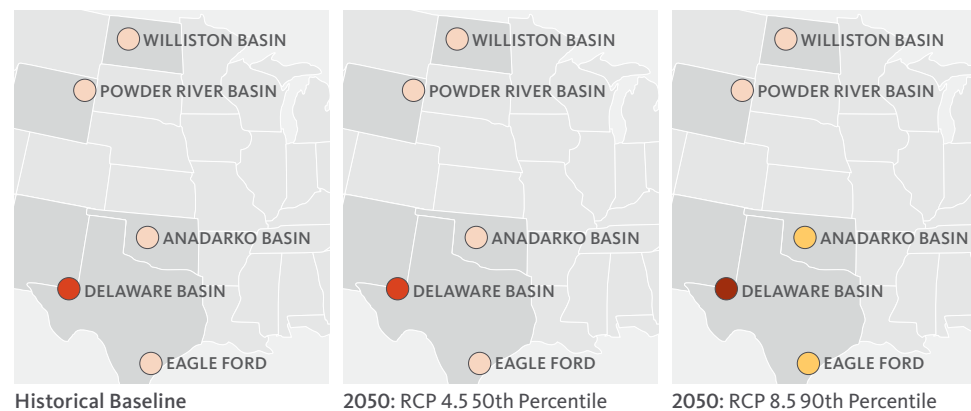 WILLISTON BASIN
POWDER RIVER BASIN
ANADARKO BASIN
DELAWARE BASIN
EAGLE FORD
Historical Baseline
WILLISTON BASIN
POWDER RIVER BASIN
ANADARKO BASIN
DELAWARE BASIN
EAGLE FORD
2050: RCP 4.5 50th Percentile
WILLISTON BASIN
POWDER RIVER BASIN
ANADARKO BASIN
DELAWARE BASIN
EAGLE FORD
2050: RCP 8.5 90th Percentile